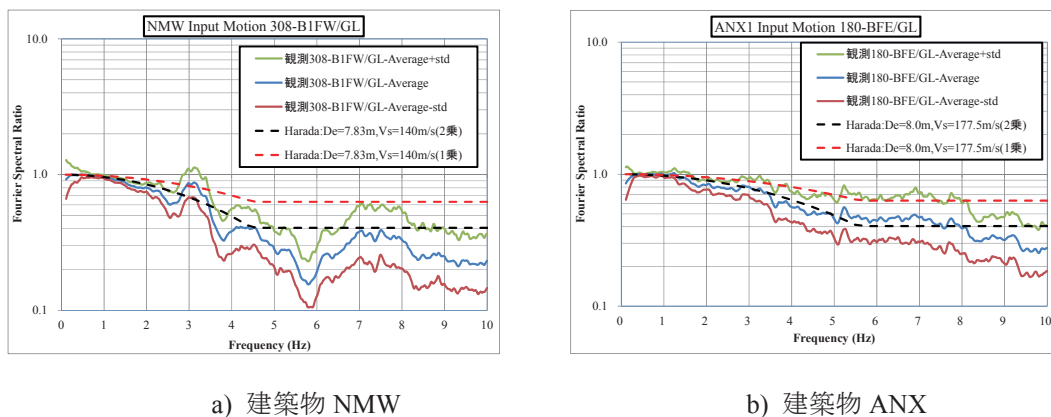 NMW Input Motion 308-B1FW/GL
10.0
1.0
0.1
Fourier Spectral Ratio
観測308-B1FW/GL-Average+std
観測308-B1FW/GL-Average
観測308-B1FW/GL-Average-std
Harada:De=7.83m,Vs=140m/s(2乗)
Harada:De=7.83m,Vs=140m/s(1乗)
0 1 2 3 4 5 6 7 8 9 10
Frequency (Hz)
a) 建築物 NMW
ANX1 Input Motion 180-BFE/GL
10.0
1.0
0.1
Fourier Spectral Ratio
観測180-BFE/GL-Average+std
観測180-BFE/GL-Average
観測180-BFE/GL-Average-std
Harada:De=8.0m,Vs=177.5m/s(2乗)
Harada:De=8.0m,Vs=177.5m/s(1乗)
0 1 2 3 4 5 6 7 8 9 10
Frequency (Hz)
b) 建築物 ANX